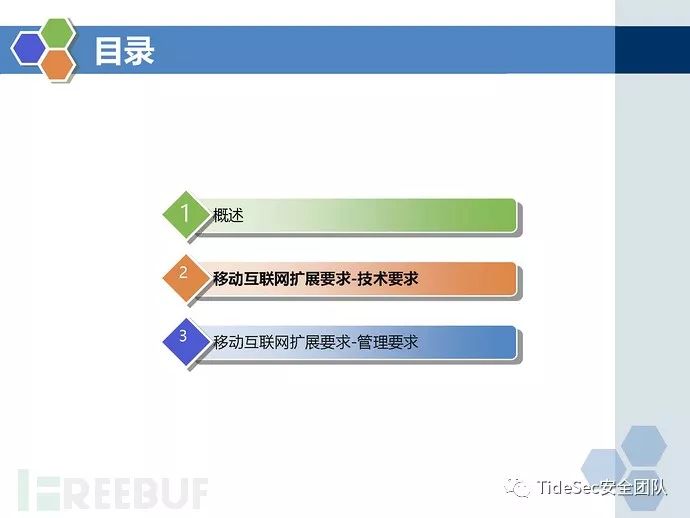 目录
1 概述
2 移动互联网扩展要求-技术要求
3 移动互联网扩展要求-管理要求
FREEBUF
TideSec安全团队